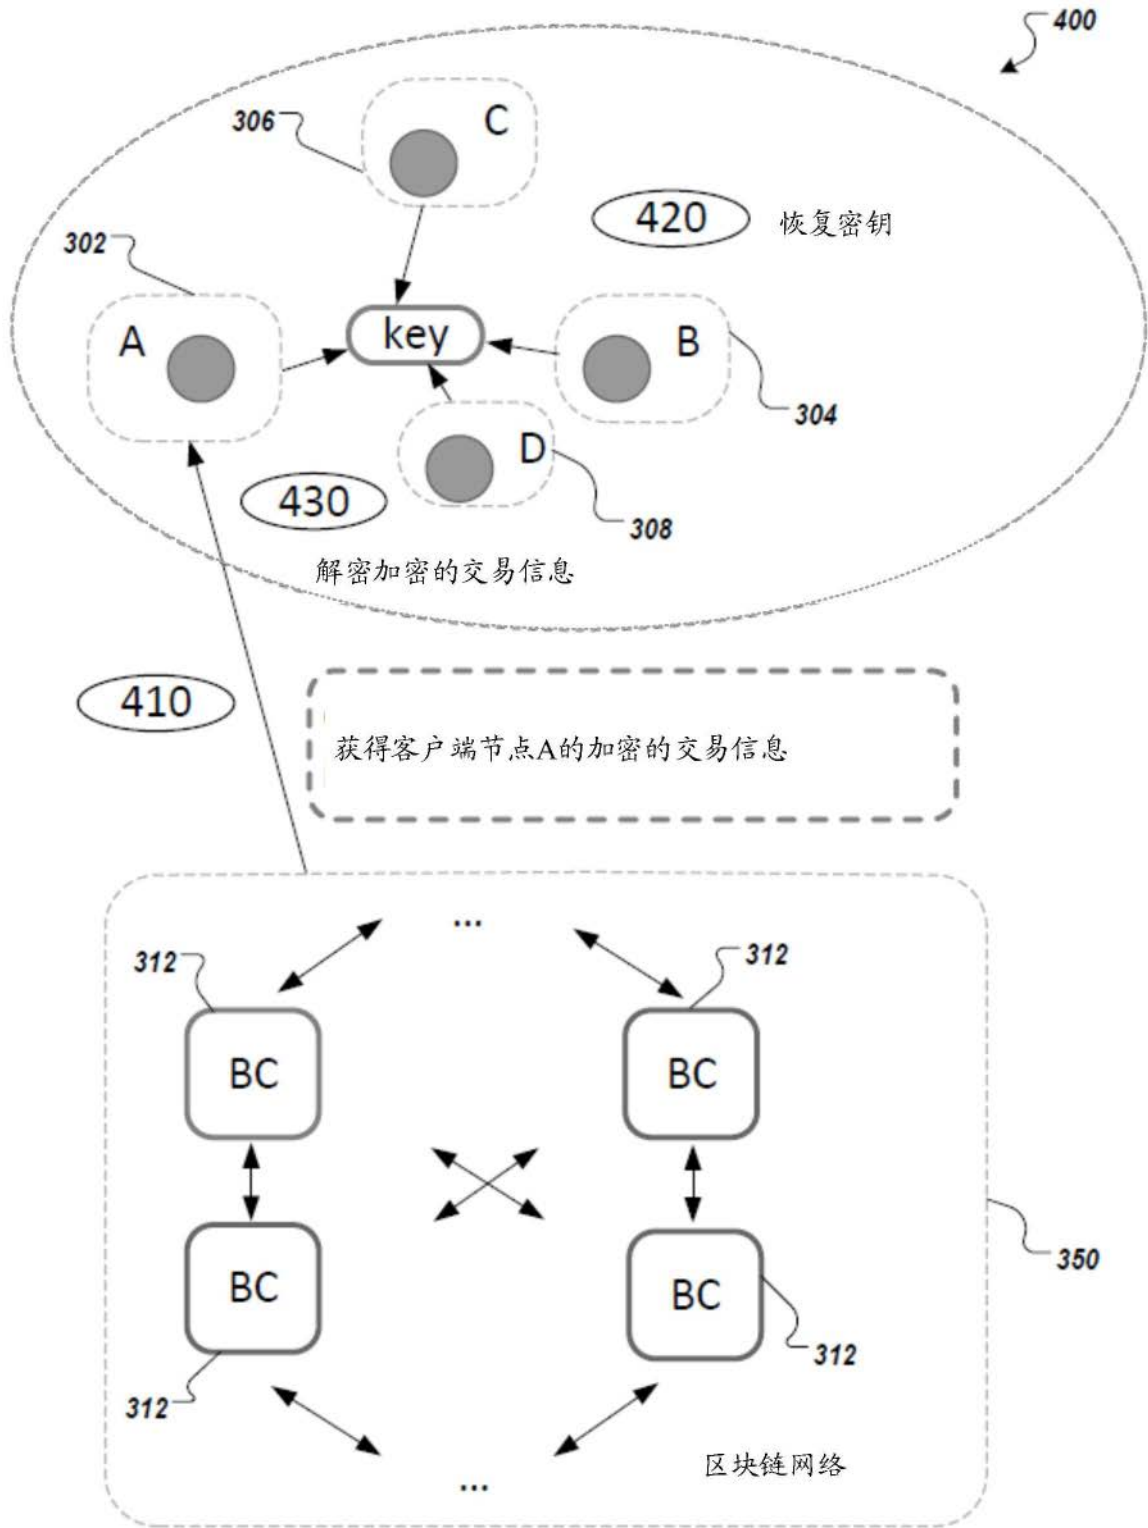 400
C
306
420 恢复密钥
302
A
key
B
304
D
430
308
解密加密的交易信息
410
获得客户端节点A的加密的交易信息
...
312
312
BC
BC
BC
BC
350
312
312
区块链网络
...